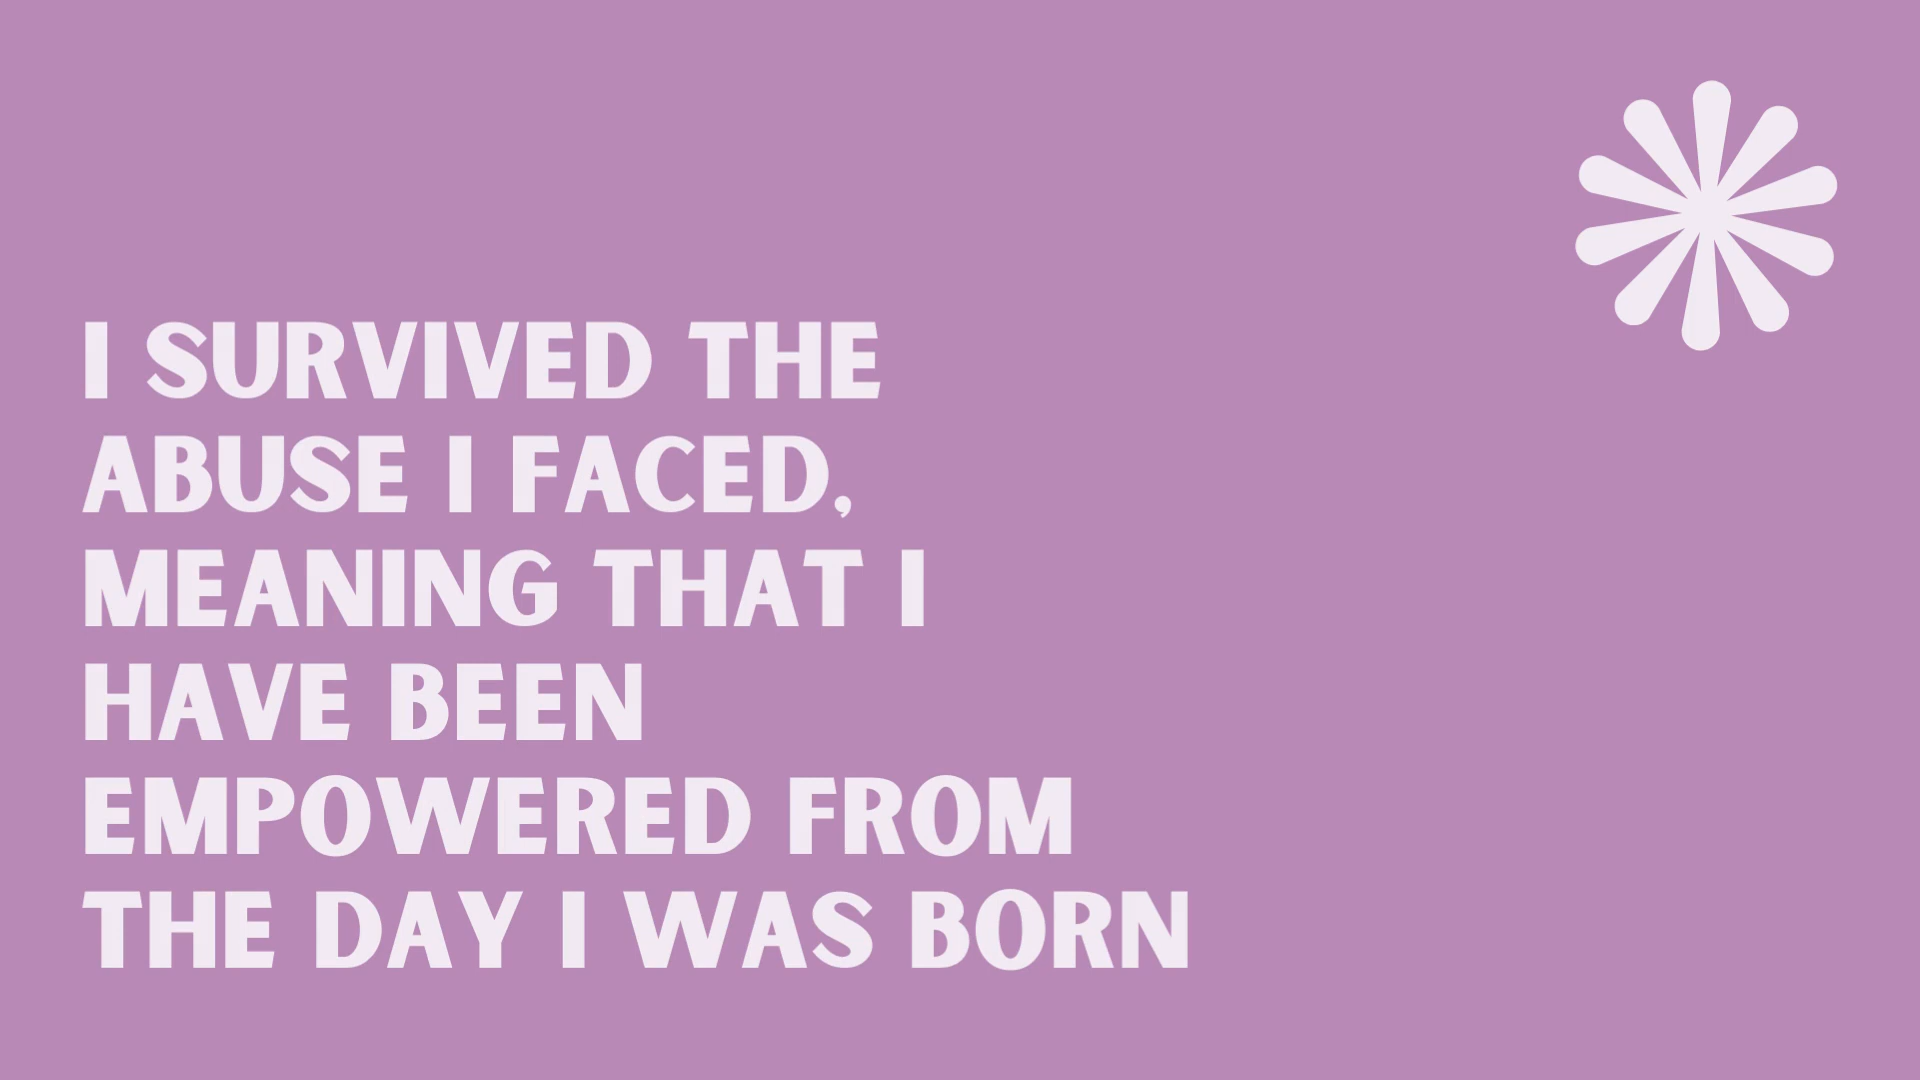 I SURVIVED THE
ABUSE I FACED,
MEANING THAT I
HAVE BEEN
EMPOWERED FROM
THE DAY I WAS BORN